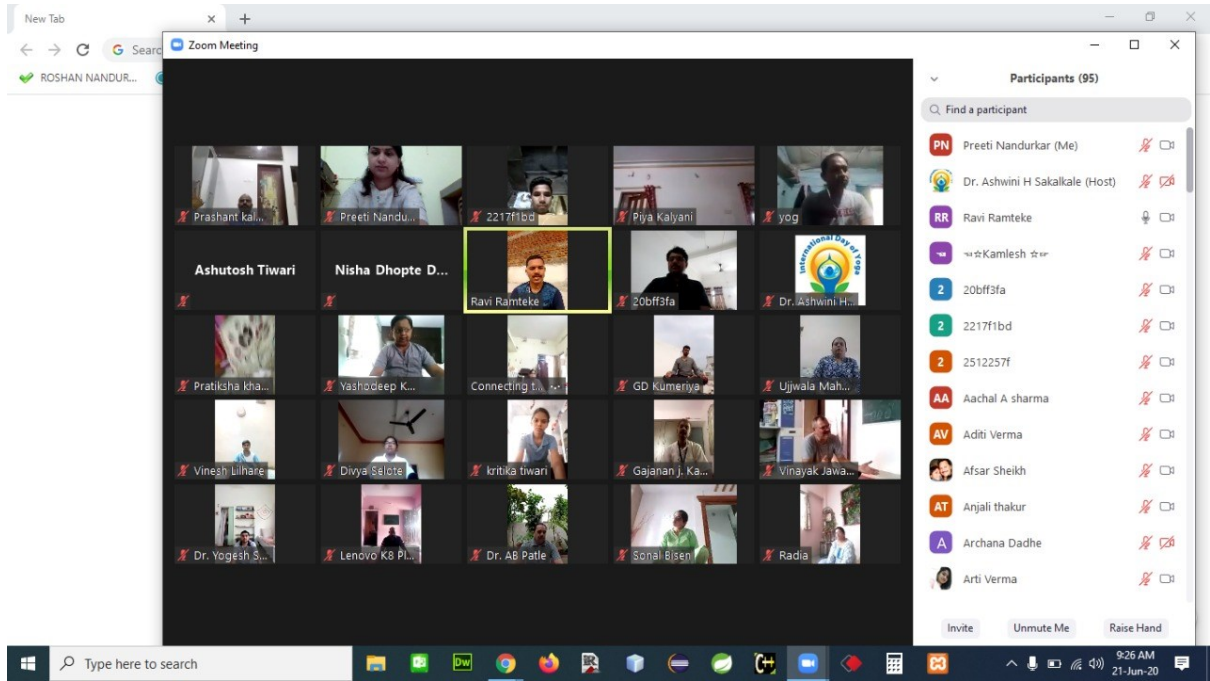 New Tab
Search
ROSHAN NANDUR...
Zoom Meeting
Prashant kal...
Preeti Nandu...
2217f1bd
Piya Kalyani
yog
Ashutosh Tiwari
Nisha Dhopte D...
Ravi Ramteke
20bff3fa
International Day of Yoga
Dr. Ashwini H...
Pratiksha kha...
Yashodeep K...
Connecting t...
GD Kumeriya
Ujjwala Mah...
Vinesh Lilhare
Divya Selote
kritika tiwari
Gajanan j. Ka...
Vinayak Jawa...
Dr. Yogesh S...
Lenovo K8 Pl...
Dr. AB Patle
Sonal Bisen
Radia
Participants (95)
Find a participant
PN Preeti Nandurkar (Me)
Dr. Ashwini H Sakalkale (Host)
RR Ravi Ramteke
☜☆Kamlesh ☆☞
2 20bff3fa
2 2217f1bd
2 2512257f
AA Aachal A sharma
AV Aditi Verma
Afsar Sheikh
AT Anjali thakur
A Archana Dadhe
Arti Verma
Invite Unmute Me Raise Hand
Type here to search
Dw
9:26 AM
21-Jun-20